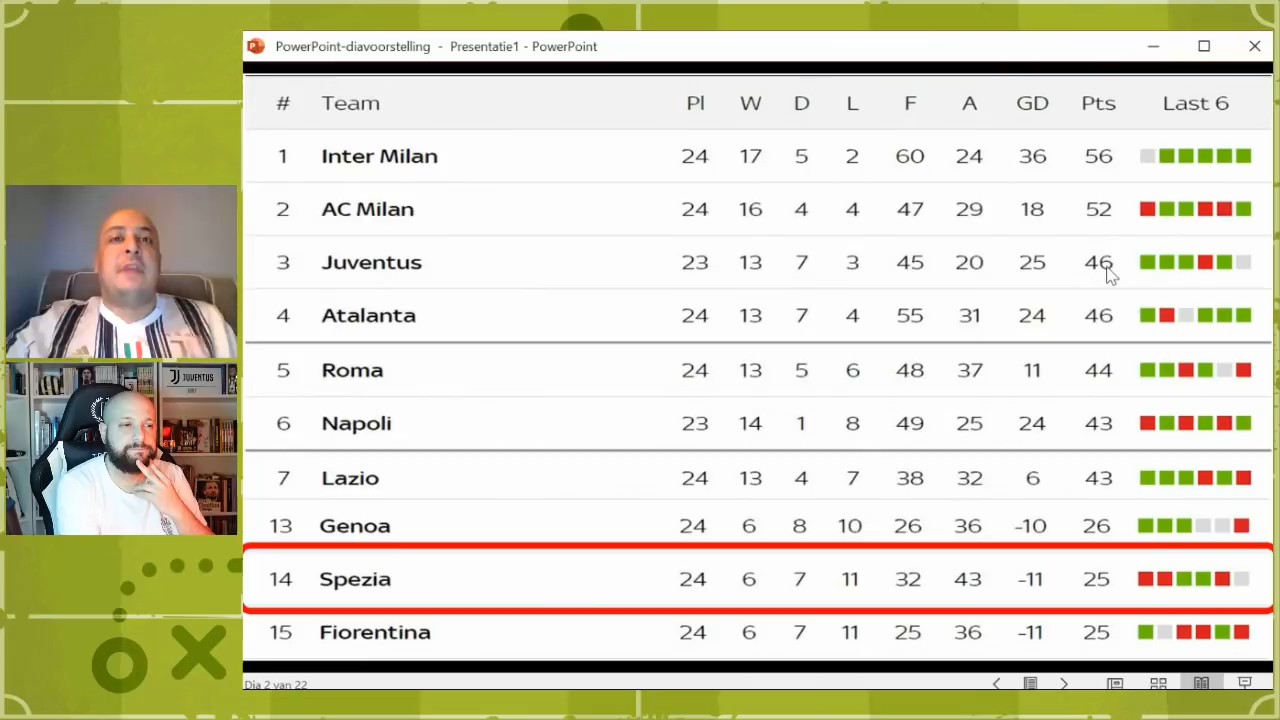 PowerPoint-diavoorstelling - Presentatie1 - PowerPoint
# Team Pl W D L F A GD Pts Last 6
1 Inter Milan 24 17 5 2 60 24 36 56
2 AC Milan 24 16 4 4 47 29 18 52
3 Juventus 23 13 7 3 45 20 25 46
4 Atalanta 24 13 7 4 55 31 24 46
5 Roma 24 13 5 6 48 37 11 44
6 Napoli 23 14 1 8 49 25 24 43
7 Lazio 24 13 4 7 38 32 6 43
13 Genoa 24 6 8 10 26 36 -10 26
14 Spezia 24 6 7 11 32 43 -11 25
15 Fiorentina 24 6 7 11 25 36 -11 25
Dia 2 van 22
JUVENTUS